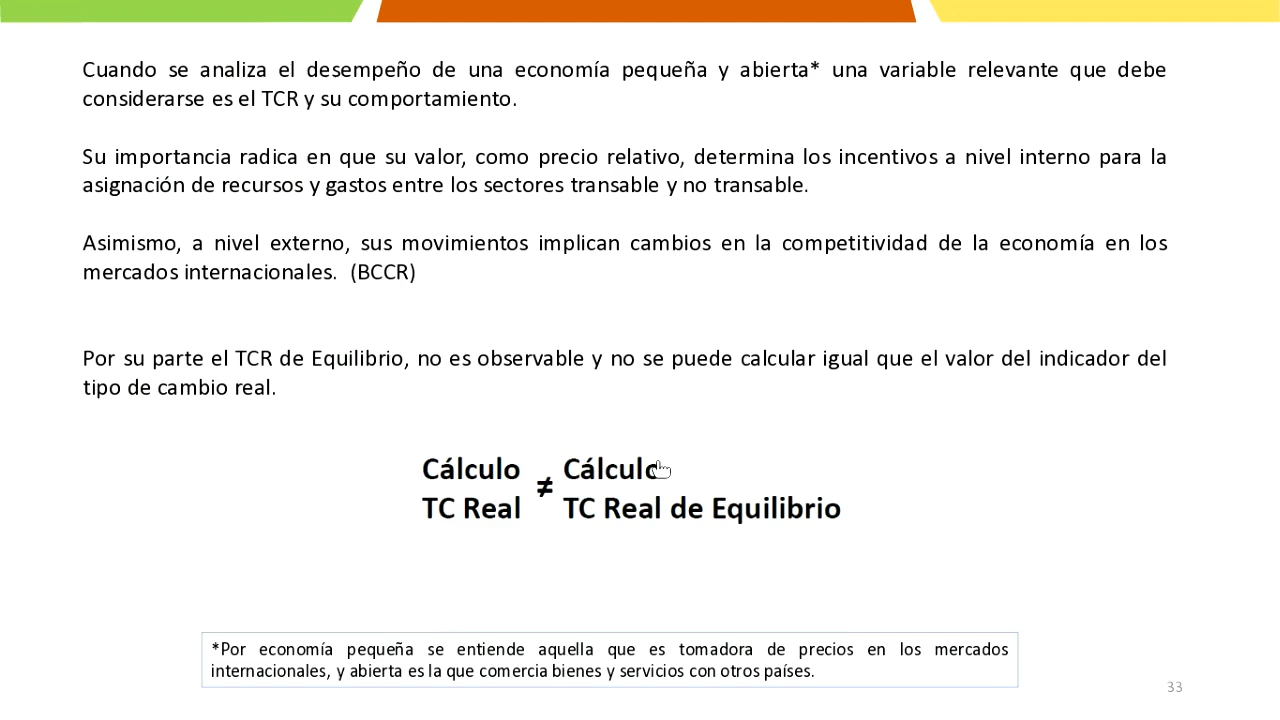 Cuando se analiza el desempeño de una economía pequeña y abierta* una variable relevante que debe
considerarse es el TCR y su comportamiento.
Su importancia radica en que su valor, como precio relativo, determina los incentivos a nivel interno para la
asignación de recursos y gastos entre los sectores transable y no transable.
Asimismo, a nivel externo, sus movimientos implican cambios en la competitividad de la economía en los
mercados internacionales. (BCCR)
Por su parte el TCR de Equilibrio, no es observable y no se puede calcular igual que el valor del indicador del
tipo de cambio real.
Cálculo ≠ Cálculo
TC Real TC Real de Equilibrio
*Por economía pequeña se entiende aquella que es tomadora de precios en los mercados
internacionales, y abierta es la que comercia bienes y servicios con otros países.
33